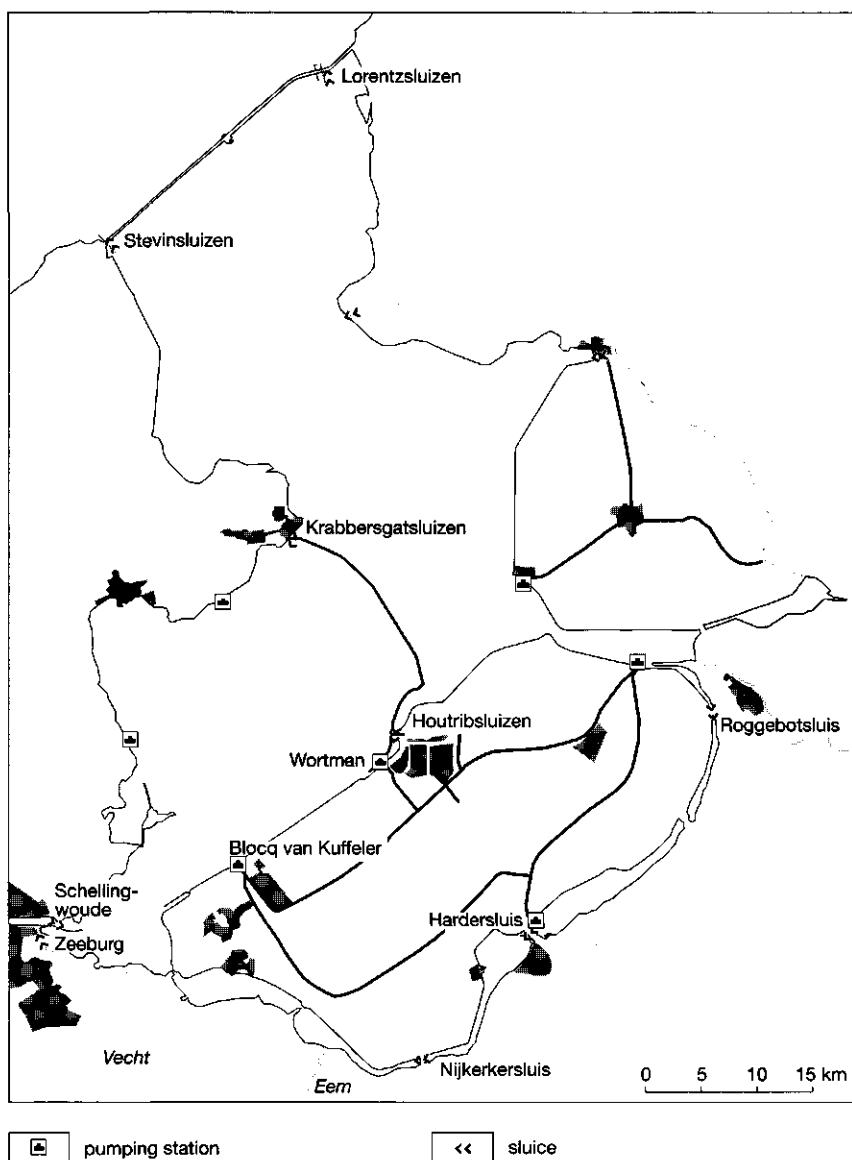 Lorentzsluizen
Stevinsluizen
Krabbersgatsluizen
Houtribsluizen
Roggebotsluis
Wortman
Blocq van Kuffeler
Schelling-
woude
Hardersluis
Zeeburg
Vecht
Nijkerkersluis
Eem
0 5 10 15 km
pumping station
sluice